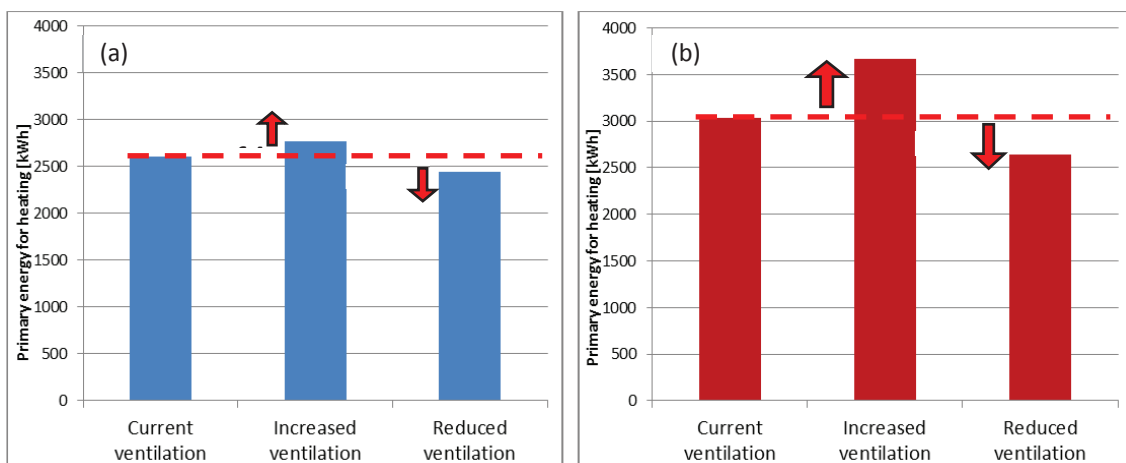 (a)
Primary energy for heating [kWh]
4000
3500
3000
2500
2000
1500
1000
500
0
Current
ventilation
Increased
ventilation
Reduced
ventilation
(b)
Primary energy for heating [kWh]
4000
3500
3000
2500
2000
1500
1000
500
0
Current
ventilation
Increased
ventilation
Reduced
ventilation